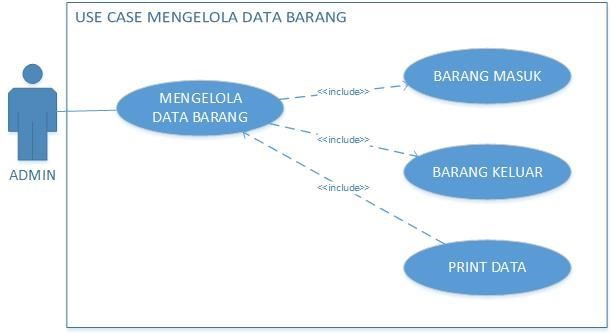 USE CASE MENGELOLA DATA BARANG
BARANG MASUK
<<include>>
MENGELOLA
DATA BARANG
<<include>>
BARANG KELUAR
ADMIN
<<include>>
PRINT DATA